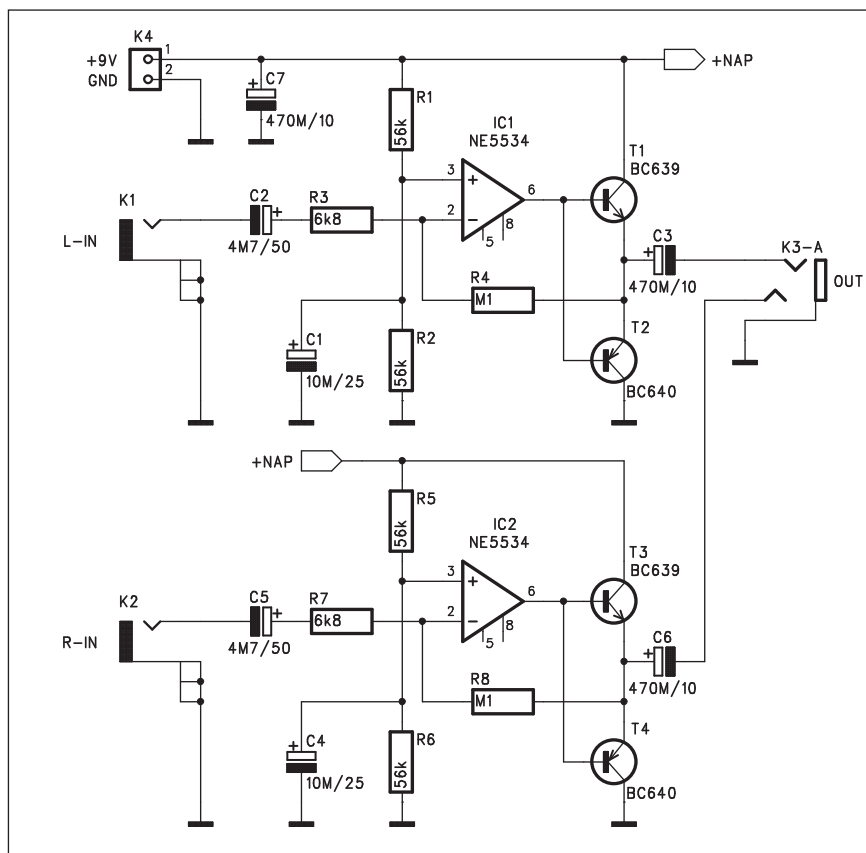 K4
1
+9V
2
GND
C7
470M/10
+NAP
R1
56k
IC1
NE5534
T1
BC639
3
+
6
2
−
5
8
K1
L-IN
C2
+
4M7/50
R3
6k8
C3
+
470M/10
K3-A
OUT
R4
M1
T2
BC640
+
C1
10M/25
R2
56k
+
+NAP
R5
56k
IC2
NE5534
T3
BC639
3
+
6
2
−
5
8
K2
R-IN
C5
+
4M7/50
R7
6k8
C6
+
470M/10
R8
M1
T4
BC640
+
C4
10M/25
R6
56k